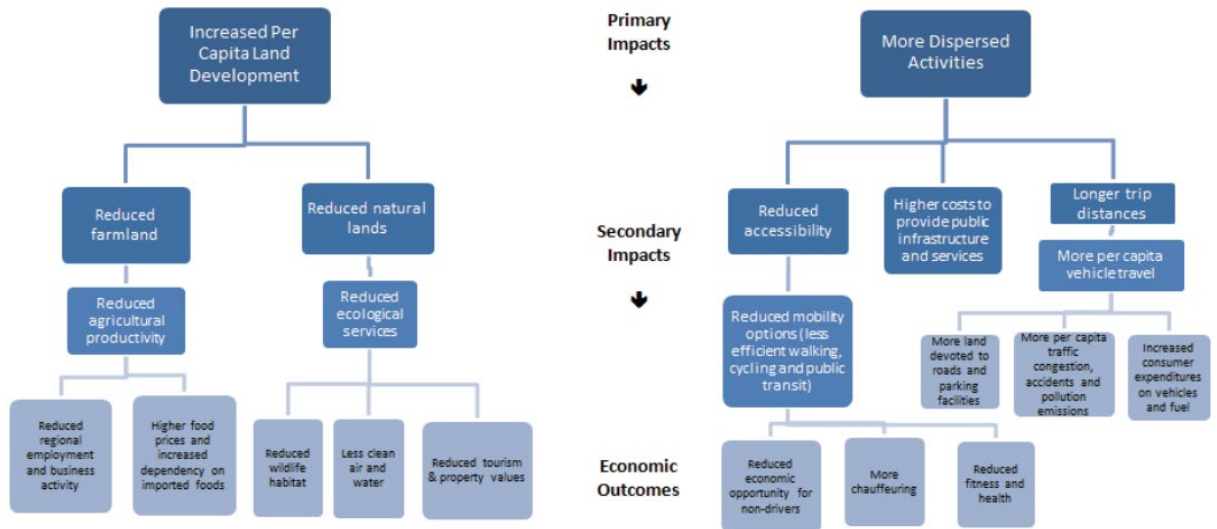 Increased Per
Capita Land
Development
Primary
Impacts
More Dispersed
Activities
Reduced
farmland
Reduced natural
lands
Secondary
Impacts
Reduced
accessibility
Higher costs to
provide public
infrastructure
and services
Longer trip
distances
More per capita
vehicle travel
Reduced
agricultural
productivity
Reduced
ecological
services
Reduced mobility
options (less
efficient walking,
cycling and public
transit)
More land
devoted to
roads and
parking
facilities
More per capita
traffic
congestion,
accidents and
pollution
emissions
Increased
consumer
expenditures
on vehicles
and fuel
Reduced
regional
employment
and business
activity
Higher food
prices and
increased
dependency on
imported foods
Reduced
wildlife
habitat
Less clean
air and
water
Reduced tourism
& property values
Economic
Outcomes
Reduced
economic
opportunity for
non-drivers
More
chauffeuring
Reduced
fitness and
health